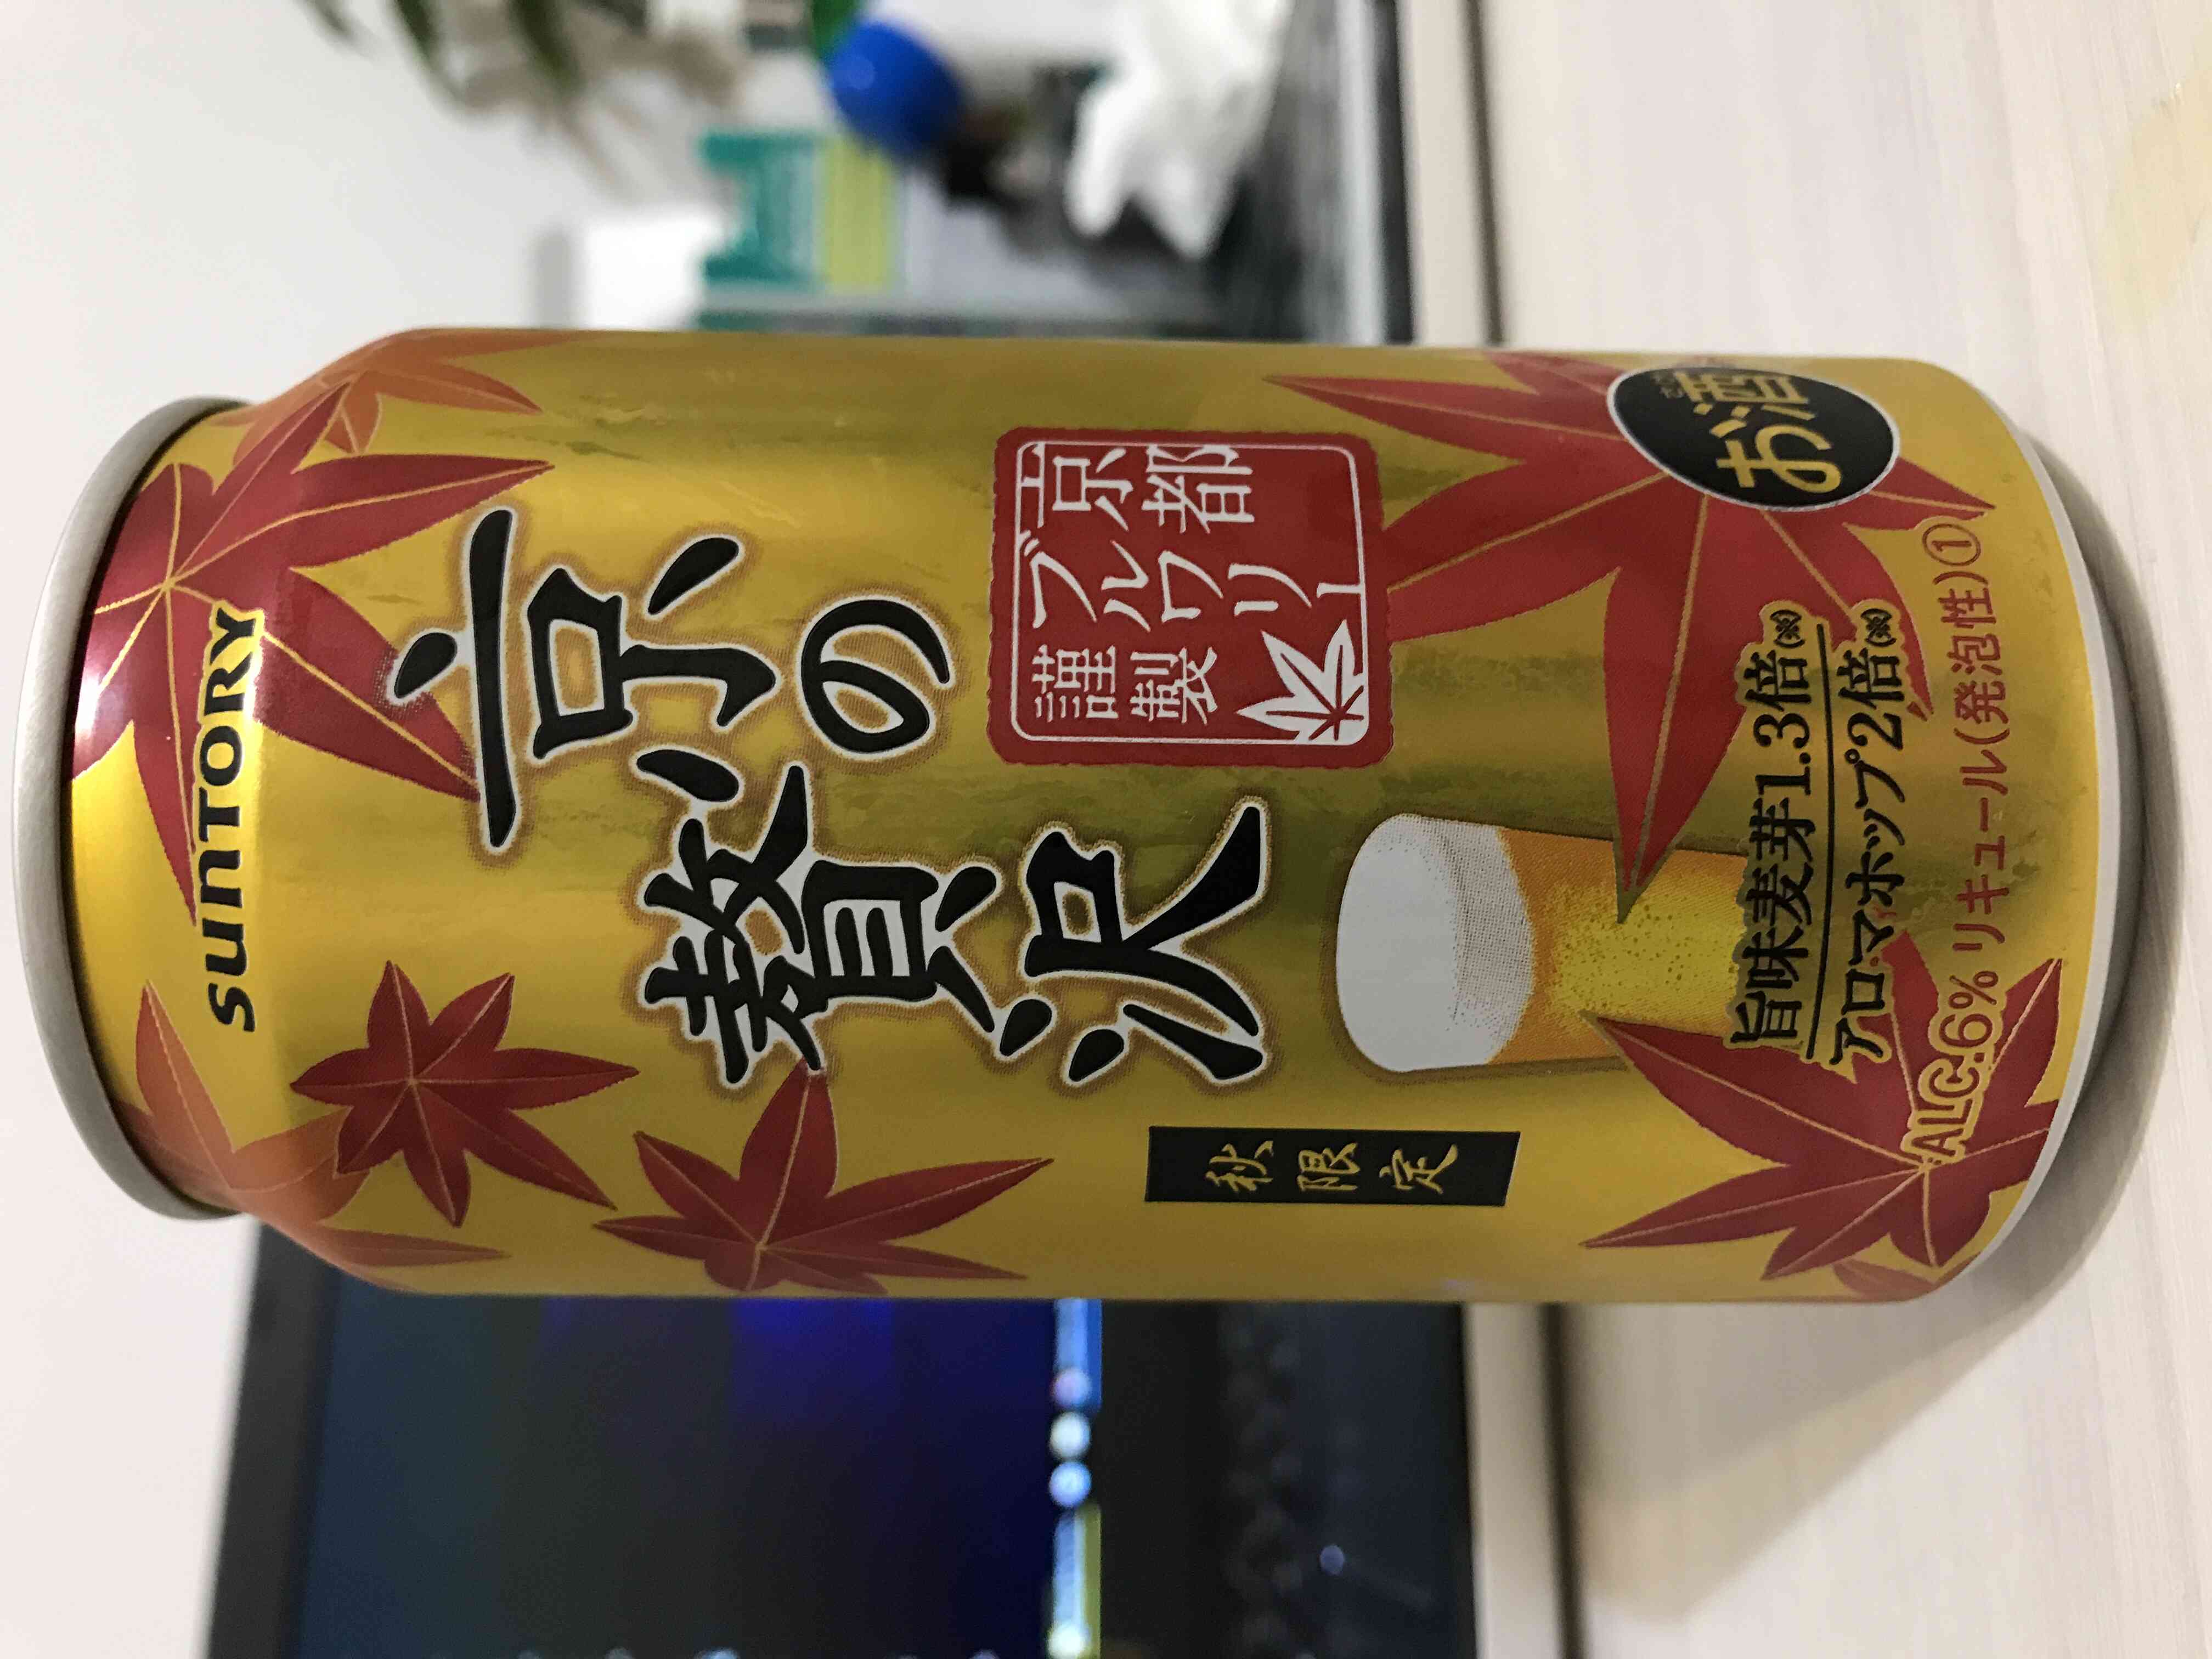 SUNTORY
京の
贅沢
京都
ブルワリー
謹製
秋限定
旨味麦芽1.3倍(※)
アロマホップ2倍(※)
お酒
ALC.6% リキュール(発泡性)①